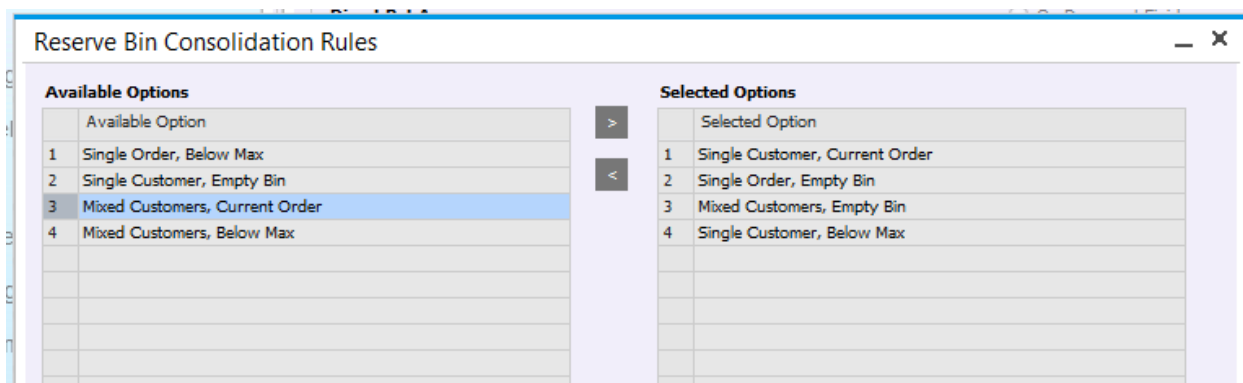 Reserve Bin Consolidation Rules
Available Options
Available Option
1 Single Order, Below Max
2 Single Customer, Empty Bin
3 Mixed Customers, Current Order
4 Mixed Customers, Below Max
>
<
Selected Options
Selected Option
1 Single Customer, Current Order
2 Single Order, Empty Bin
3 Mixed Customers, Empty Bin
4 Single Customer, Below Max